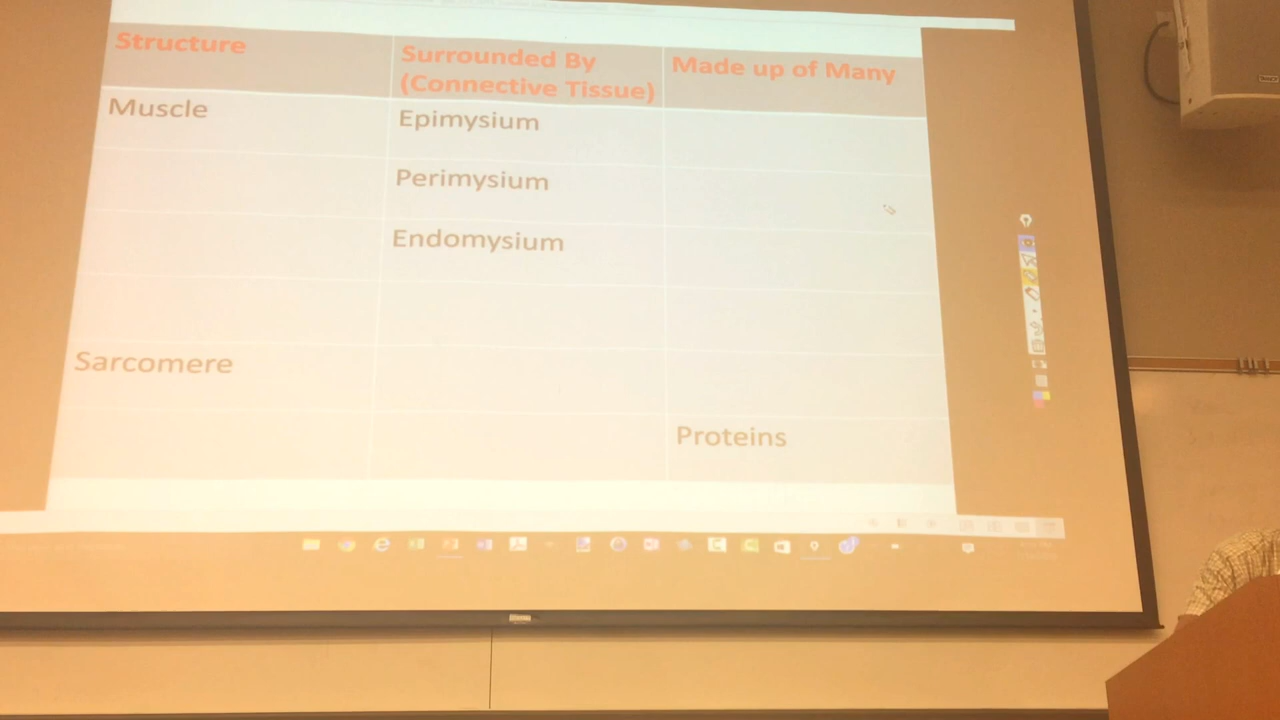 Structure
Surrounded By
(Connective Tissue)
Made up of Many
Muscle
Epimysium
Perimysium
Endomysium
Sarcomere
Proteins